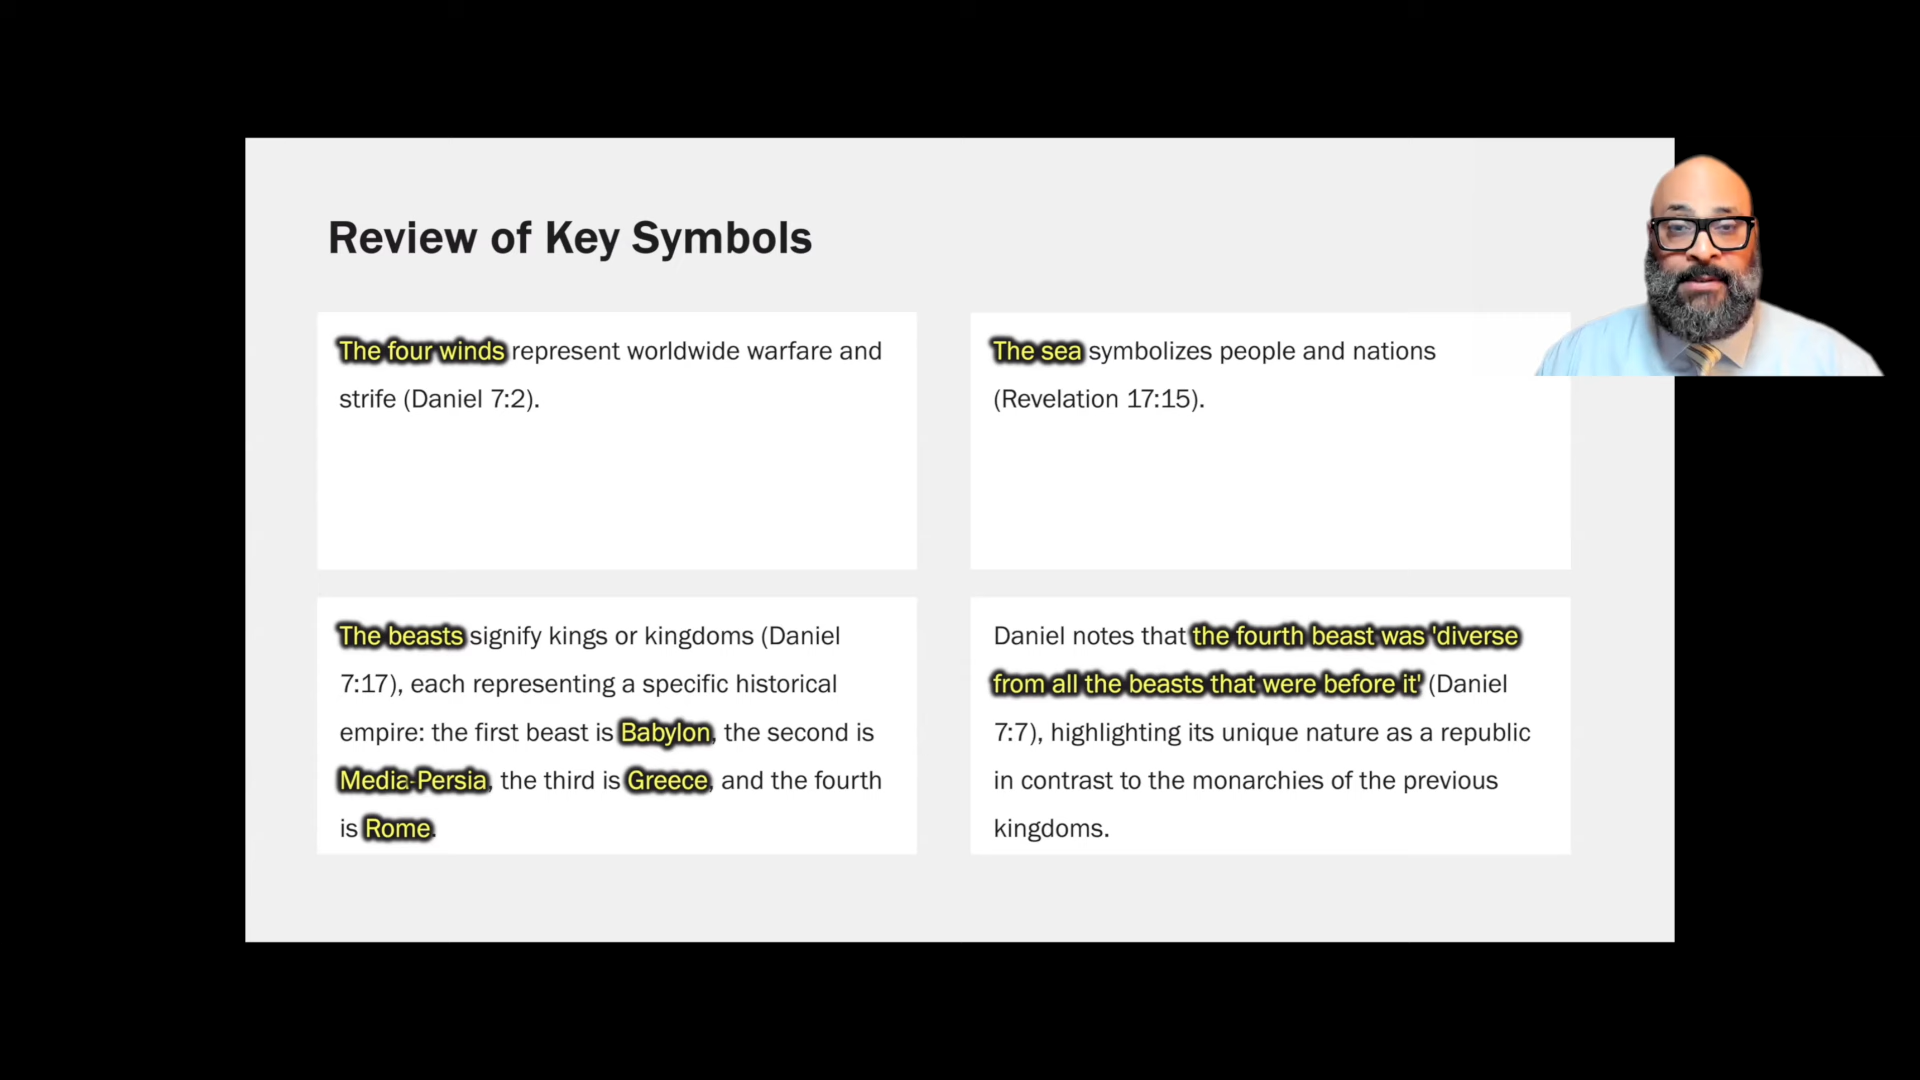 Review of Key Symbols
The four winds represent worldwide warfare and
strife (Daniel 7:2).
The sea symbolizes people and nations
(Revelation 17:15).
The beasts signify kings or kingdoms (Daniel
7:17), each representing a specific historical
empire: the first beast is Babylon, the second is
Media-Persia, the third is Greece, and the fourth
is Rome.
Daniel notes that the fourth beast was 'diverse
from all the beasts that were before it' (Daniel
7:7), highlighting its unique nature as a republic
in contrast to the monarchies of the previous
kingdoms.